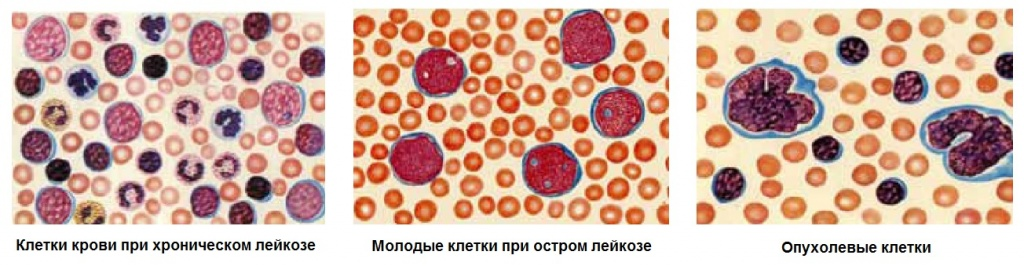 Клетки крови при хроническом лейкозе
Молодые клетки при остром лейкозе
Опухолевые клетки